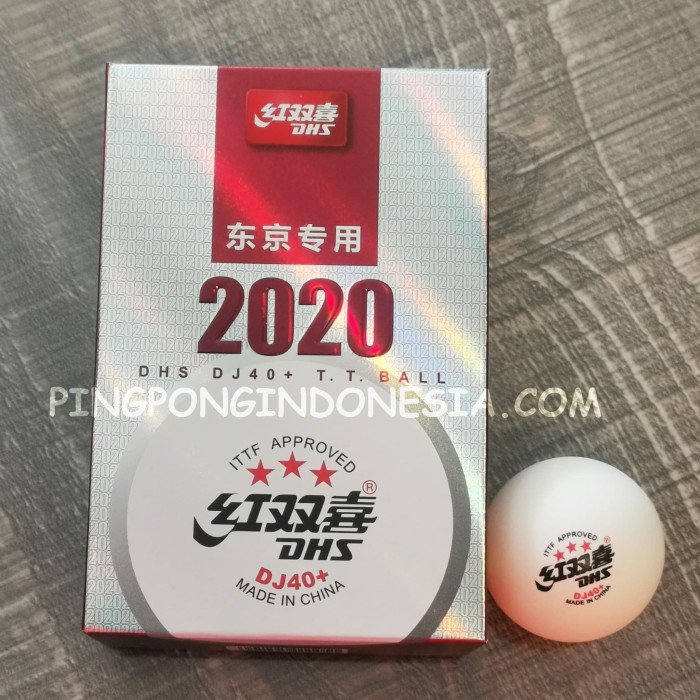 红双喜
DHS
东京专用
2020
DHS DJ40+ T.T. BALL
PINGPONGINDONESIA.COM
ITTF APPROVED
红双喜®
DHS
DJ40+
MADE IN CHINA
ITTF APPROVED
红双喜®
DHS
DJ40+
MADE IN CHINA